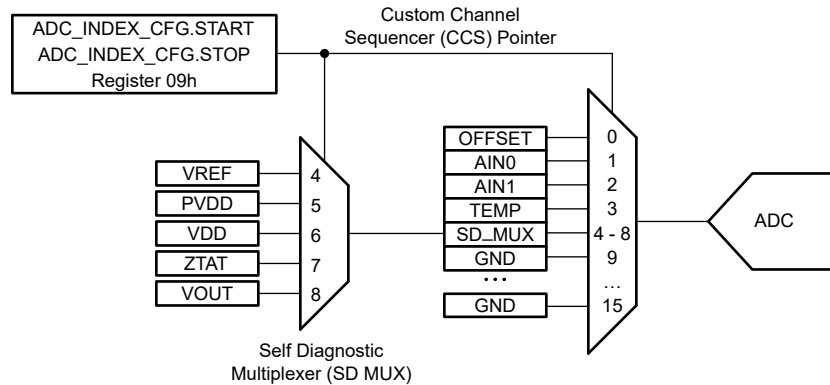 ADC_INDEX_CFG.START
ADC_INDEX_CFG.STOP
Register 09h
Custom Channel
Sequencer (CCS) Pointer
VREF
PVDD
VDD
ZTAT
VOUT
4
5
6
7
8
Self Diagnostic
Multiplexer (SD MUX)
OFFSET
AIN0
AIN1
TEMP
SD_MUX
GND
...
GND
0
1
2
3
4 - 8
9
...
15
ADC